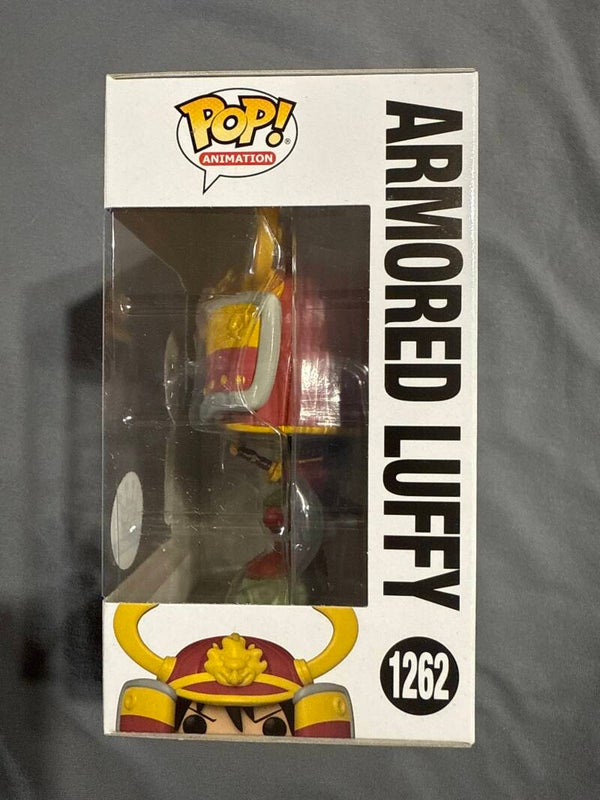 POP!
ANIMATION
ARMORED LUFFY
1262